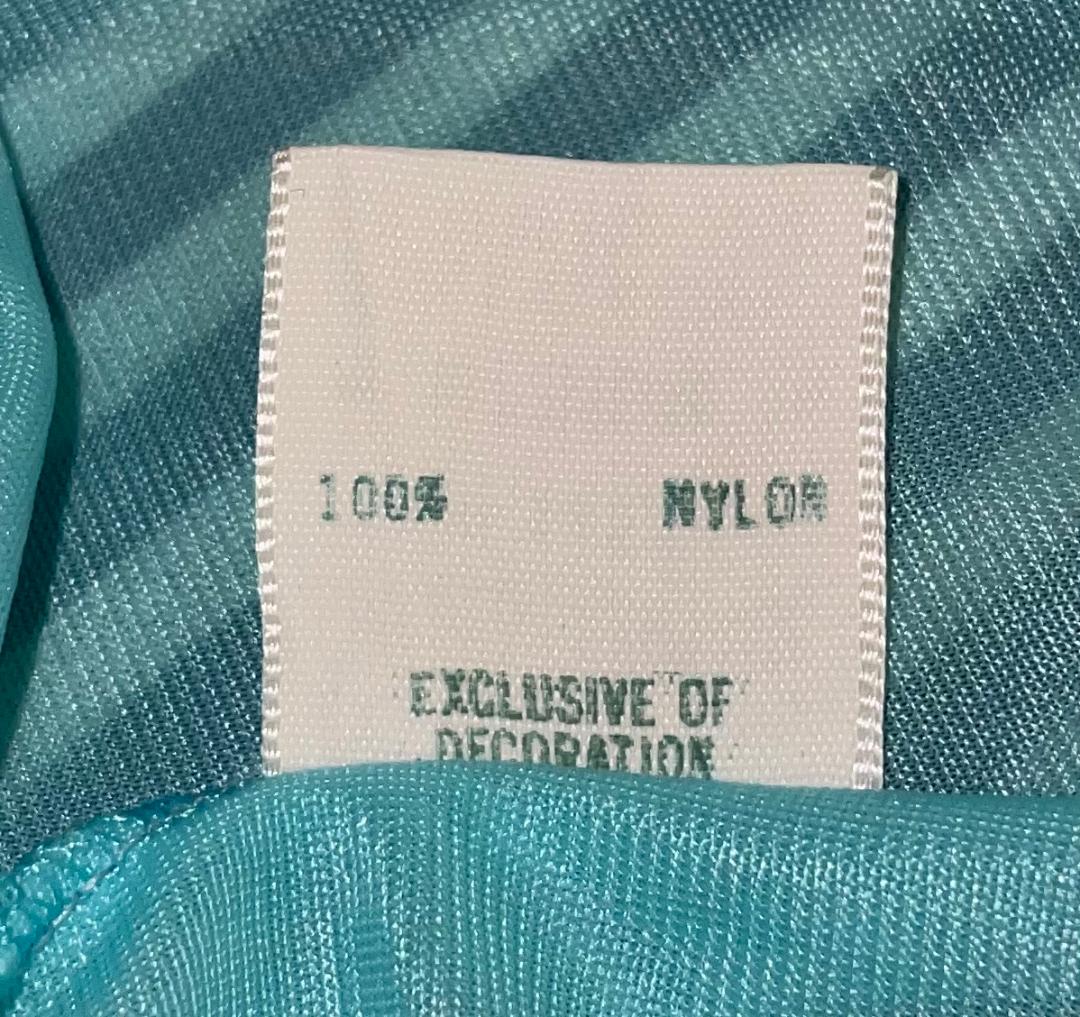 100% NYLON
EXCLUSIVE OF
DECORATION